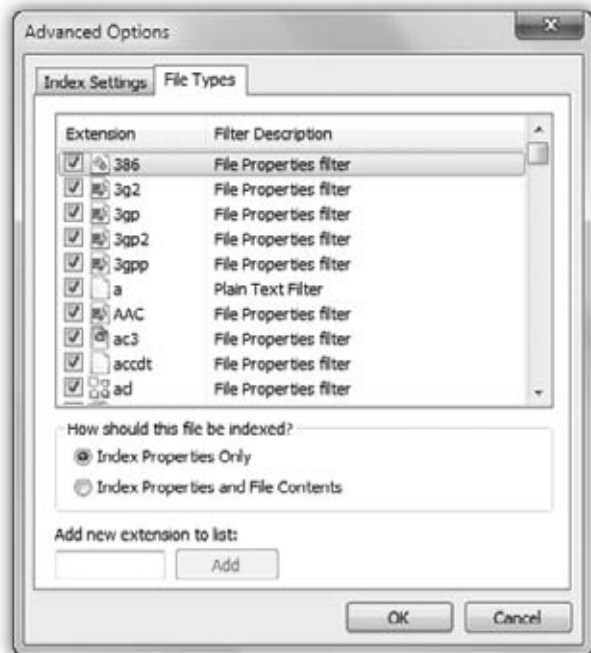 Advanced Options
Index Settings File Types
Extension Filter Description
386 File Properties filter
3g2 File Properties filter
3gp File Properties filter
3gp2 File Properties filter
3gpp File Properties filter
a Plain Text Filter
AAC File Properties filter
ac3 File Properties filter
accdt File Properties filter
ad File Properties filter
How should this file be indexed?
Index Properties Only
Index Properties and File Contents
Add new extension to list:
Add
OK Cancel